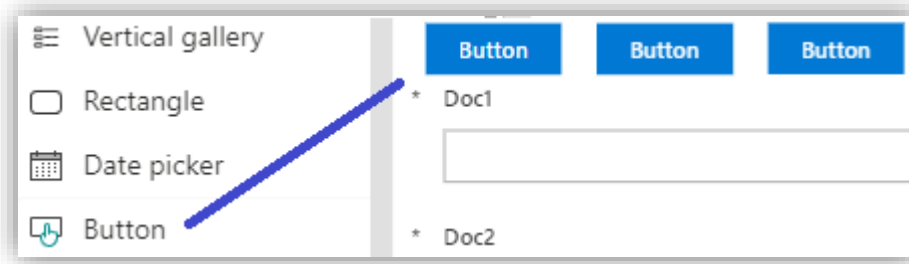 Vertical gallery
Rectangle
Date picker
Button
Button Button Button
* Doc1
* Doc2